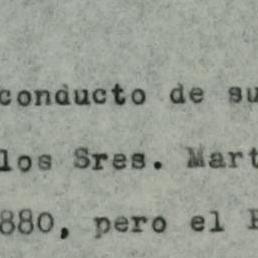 conducto de su
los Sres. Mart
880, pero el